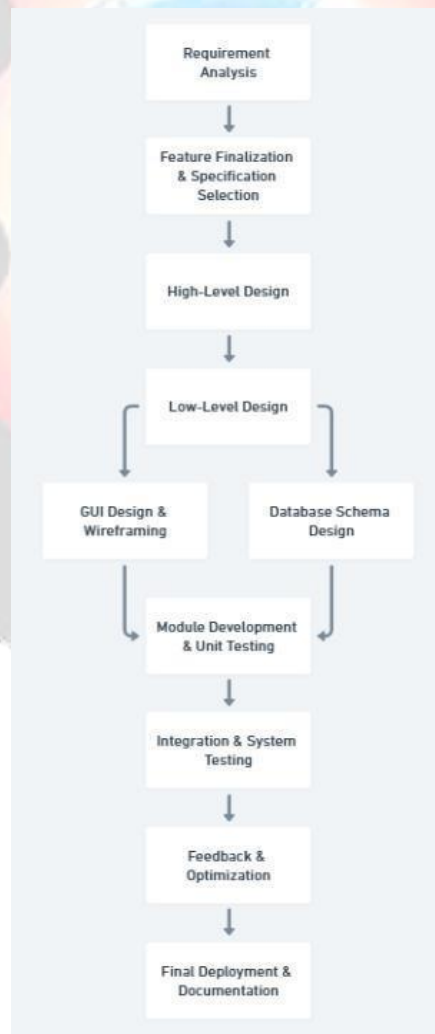 Requirement
Analysis
Feature Finalization
& Specification
Selection
High-Level Design
Low-Level Design
GUI Design &
Wireframing
Database Schema
Design
Module Development
& Unit Testing
Integration & System
Testing
Feedback &
Optimization
Final Deployment &
Documentation